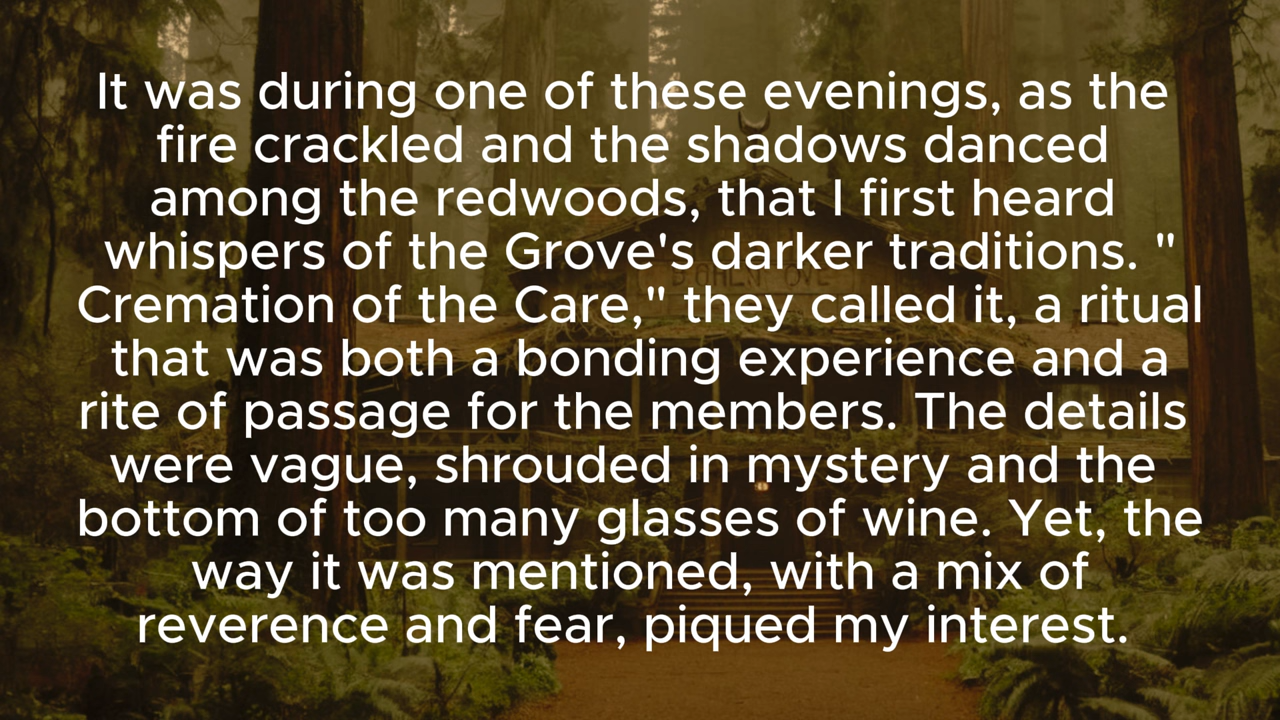 It was during one of these evenings, as the
fire crackled and the shadows danced
among the redwoods, that I first heard
whispers of the Grove's darker traditions. "
Cremation of the Care," they called it, a ritual
that was both a bonding experience and a
rite of passage for the members. The details
were vague, shrouded in mystery and the
bottom of too many glasses of wine. Yet, the
way it was mentioned, with a mix of
reverence and fear, piqued my interest.